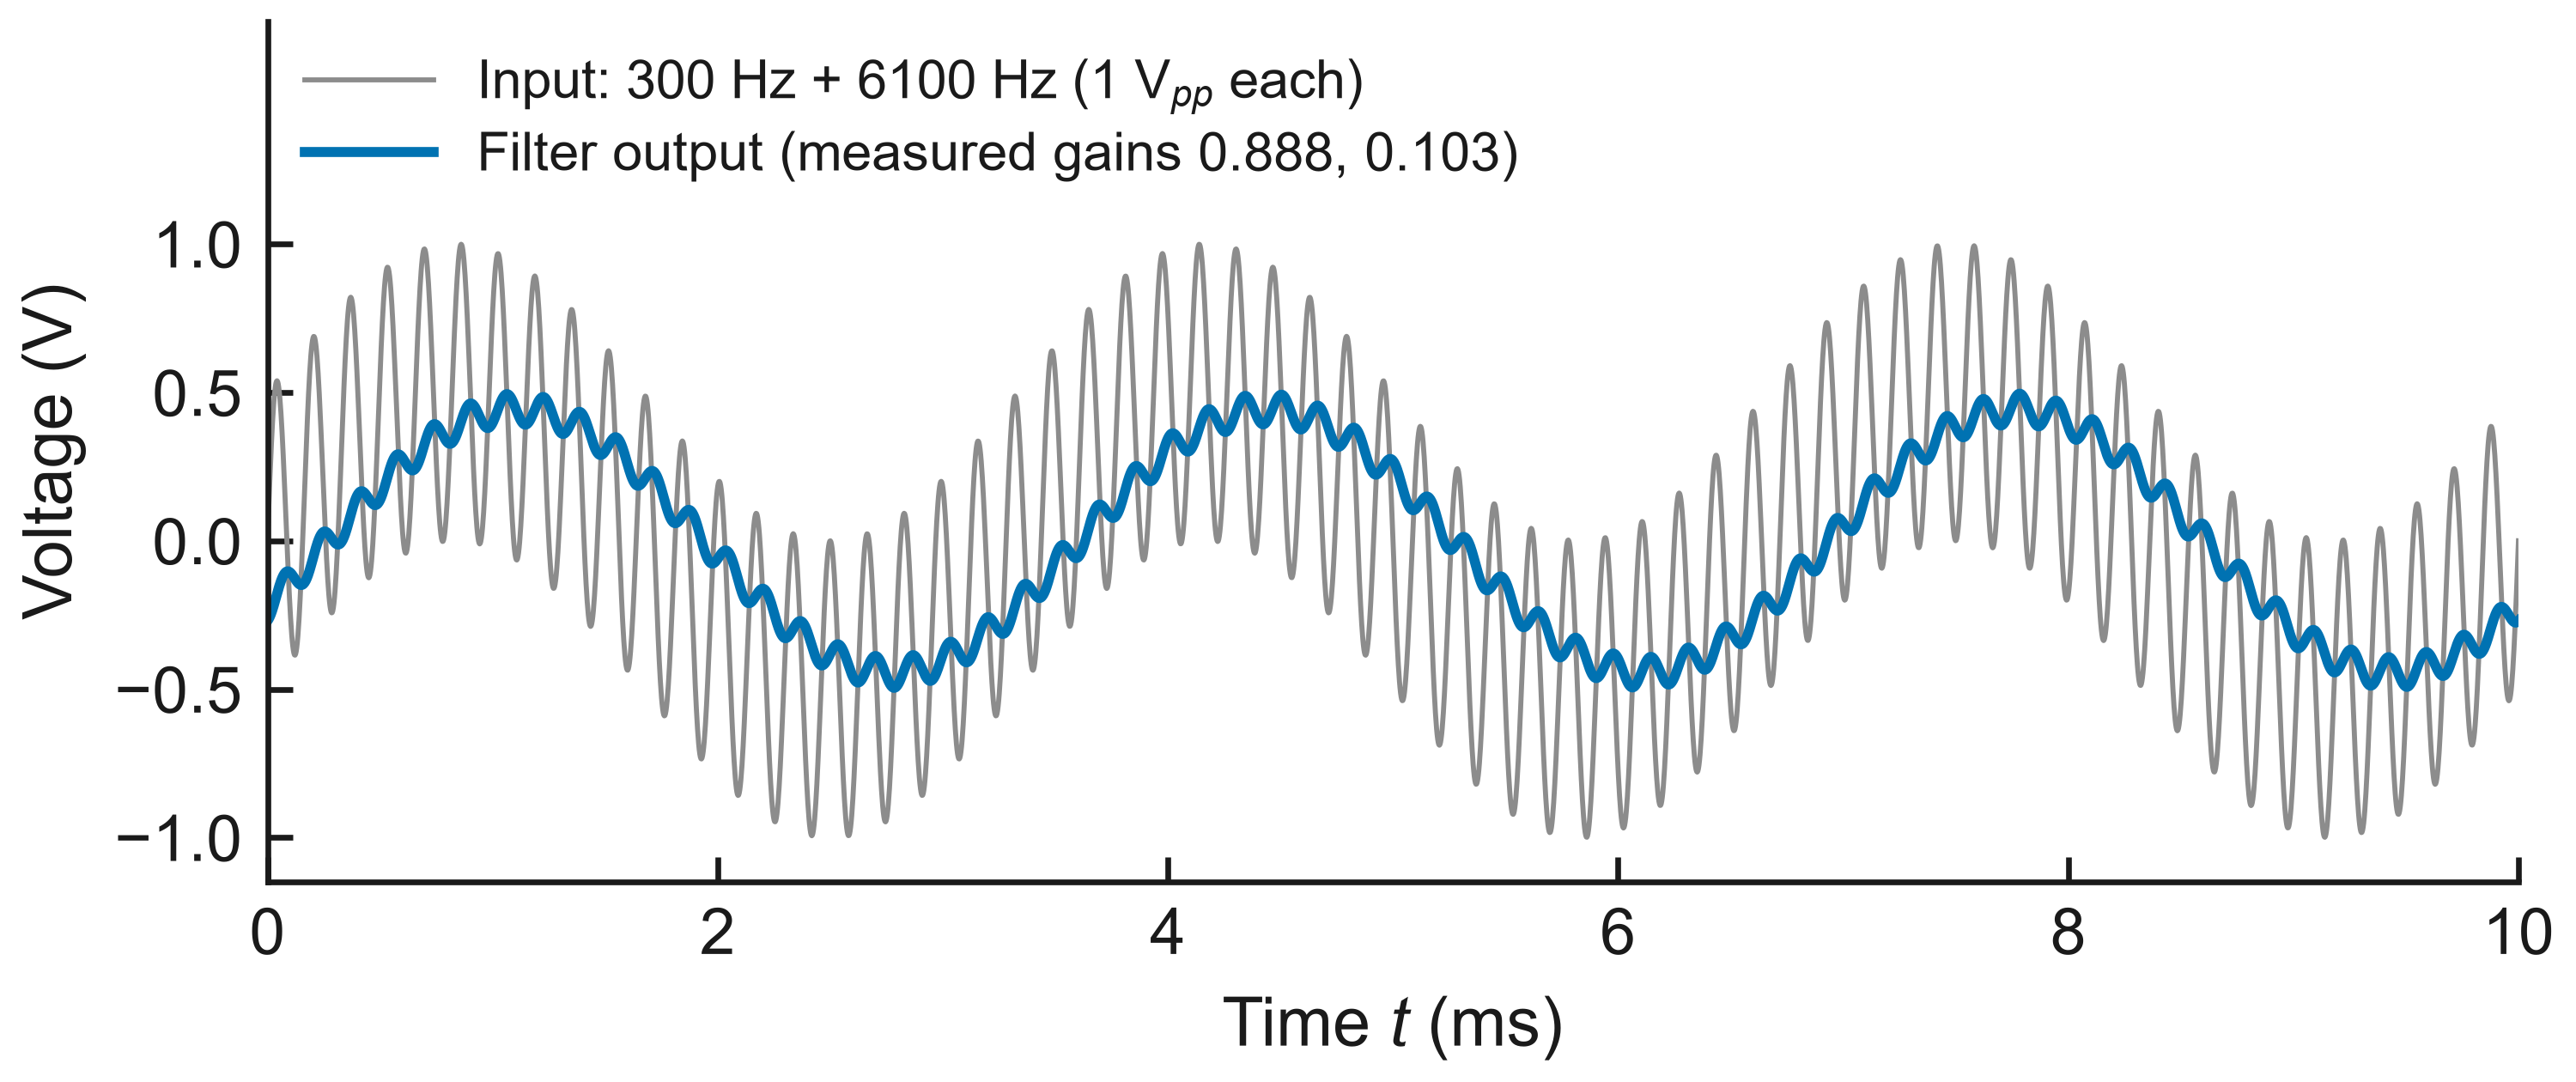 Input: 300 Hz + 6100 Hz (1 Vpp each)
Filter output (measured gains 0.888, 0.103)
Voltage (V)
1.0
0.5
0.0
−0.5
−1.0
0 2 4 6 8 10
Time t (ms)